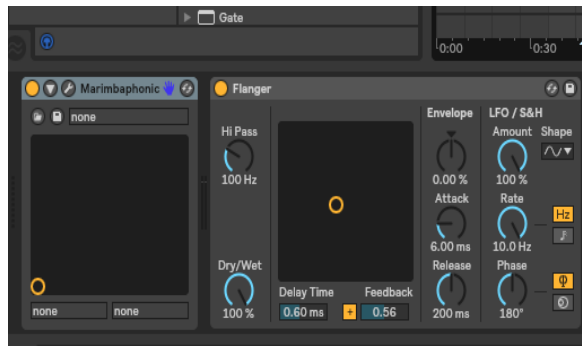 Gate
0:00
0:30
Marimbaphonic
none
none
none
Flanger
Hi Pass
100 Hz
Dry/Wet
100 %
Delay Time
Feedback
0.60 ms
+
0.56
Envelope
0.00 %
Attack
6.00 ms
Release
200 ms
LFO / S&H
Amount
Shape
100 %
Rate
Hz
10.0 Hz
Phase
Φ
180°